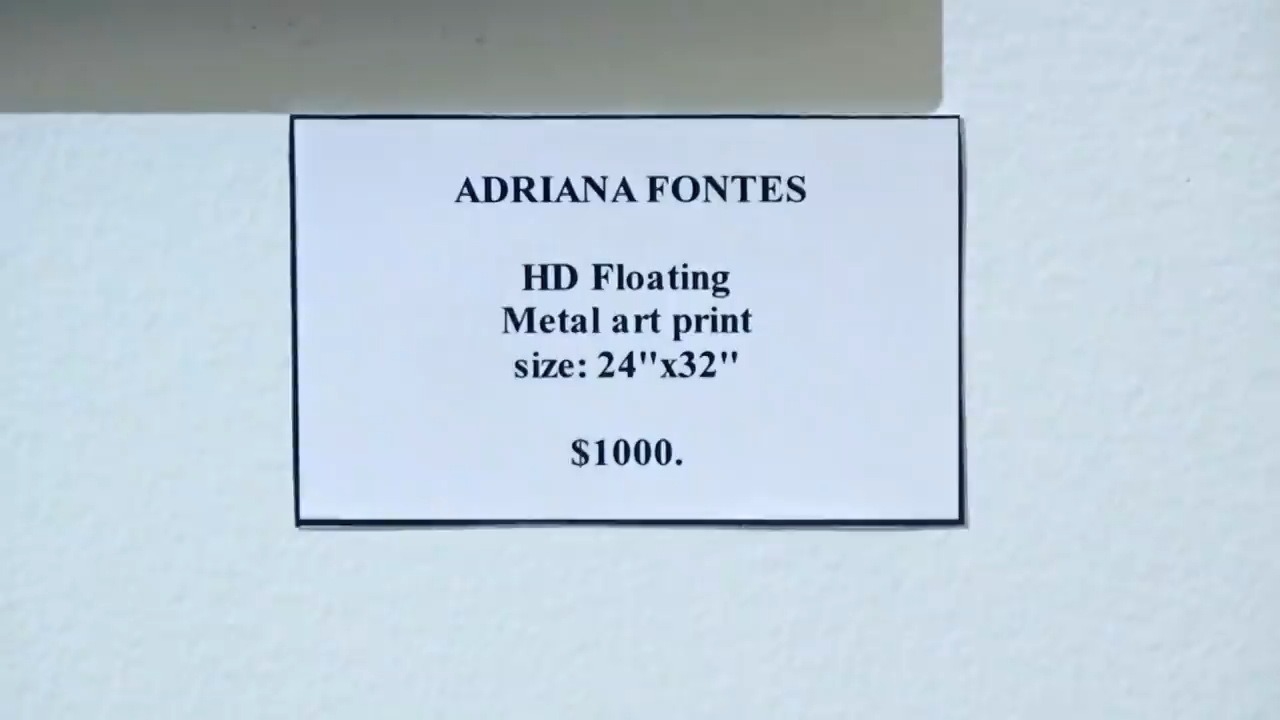 ADRIANA FONTES
HD Floating
Metal art print
size: 24"x32"
$1000.